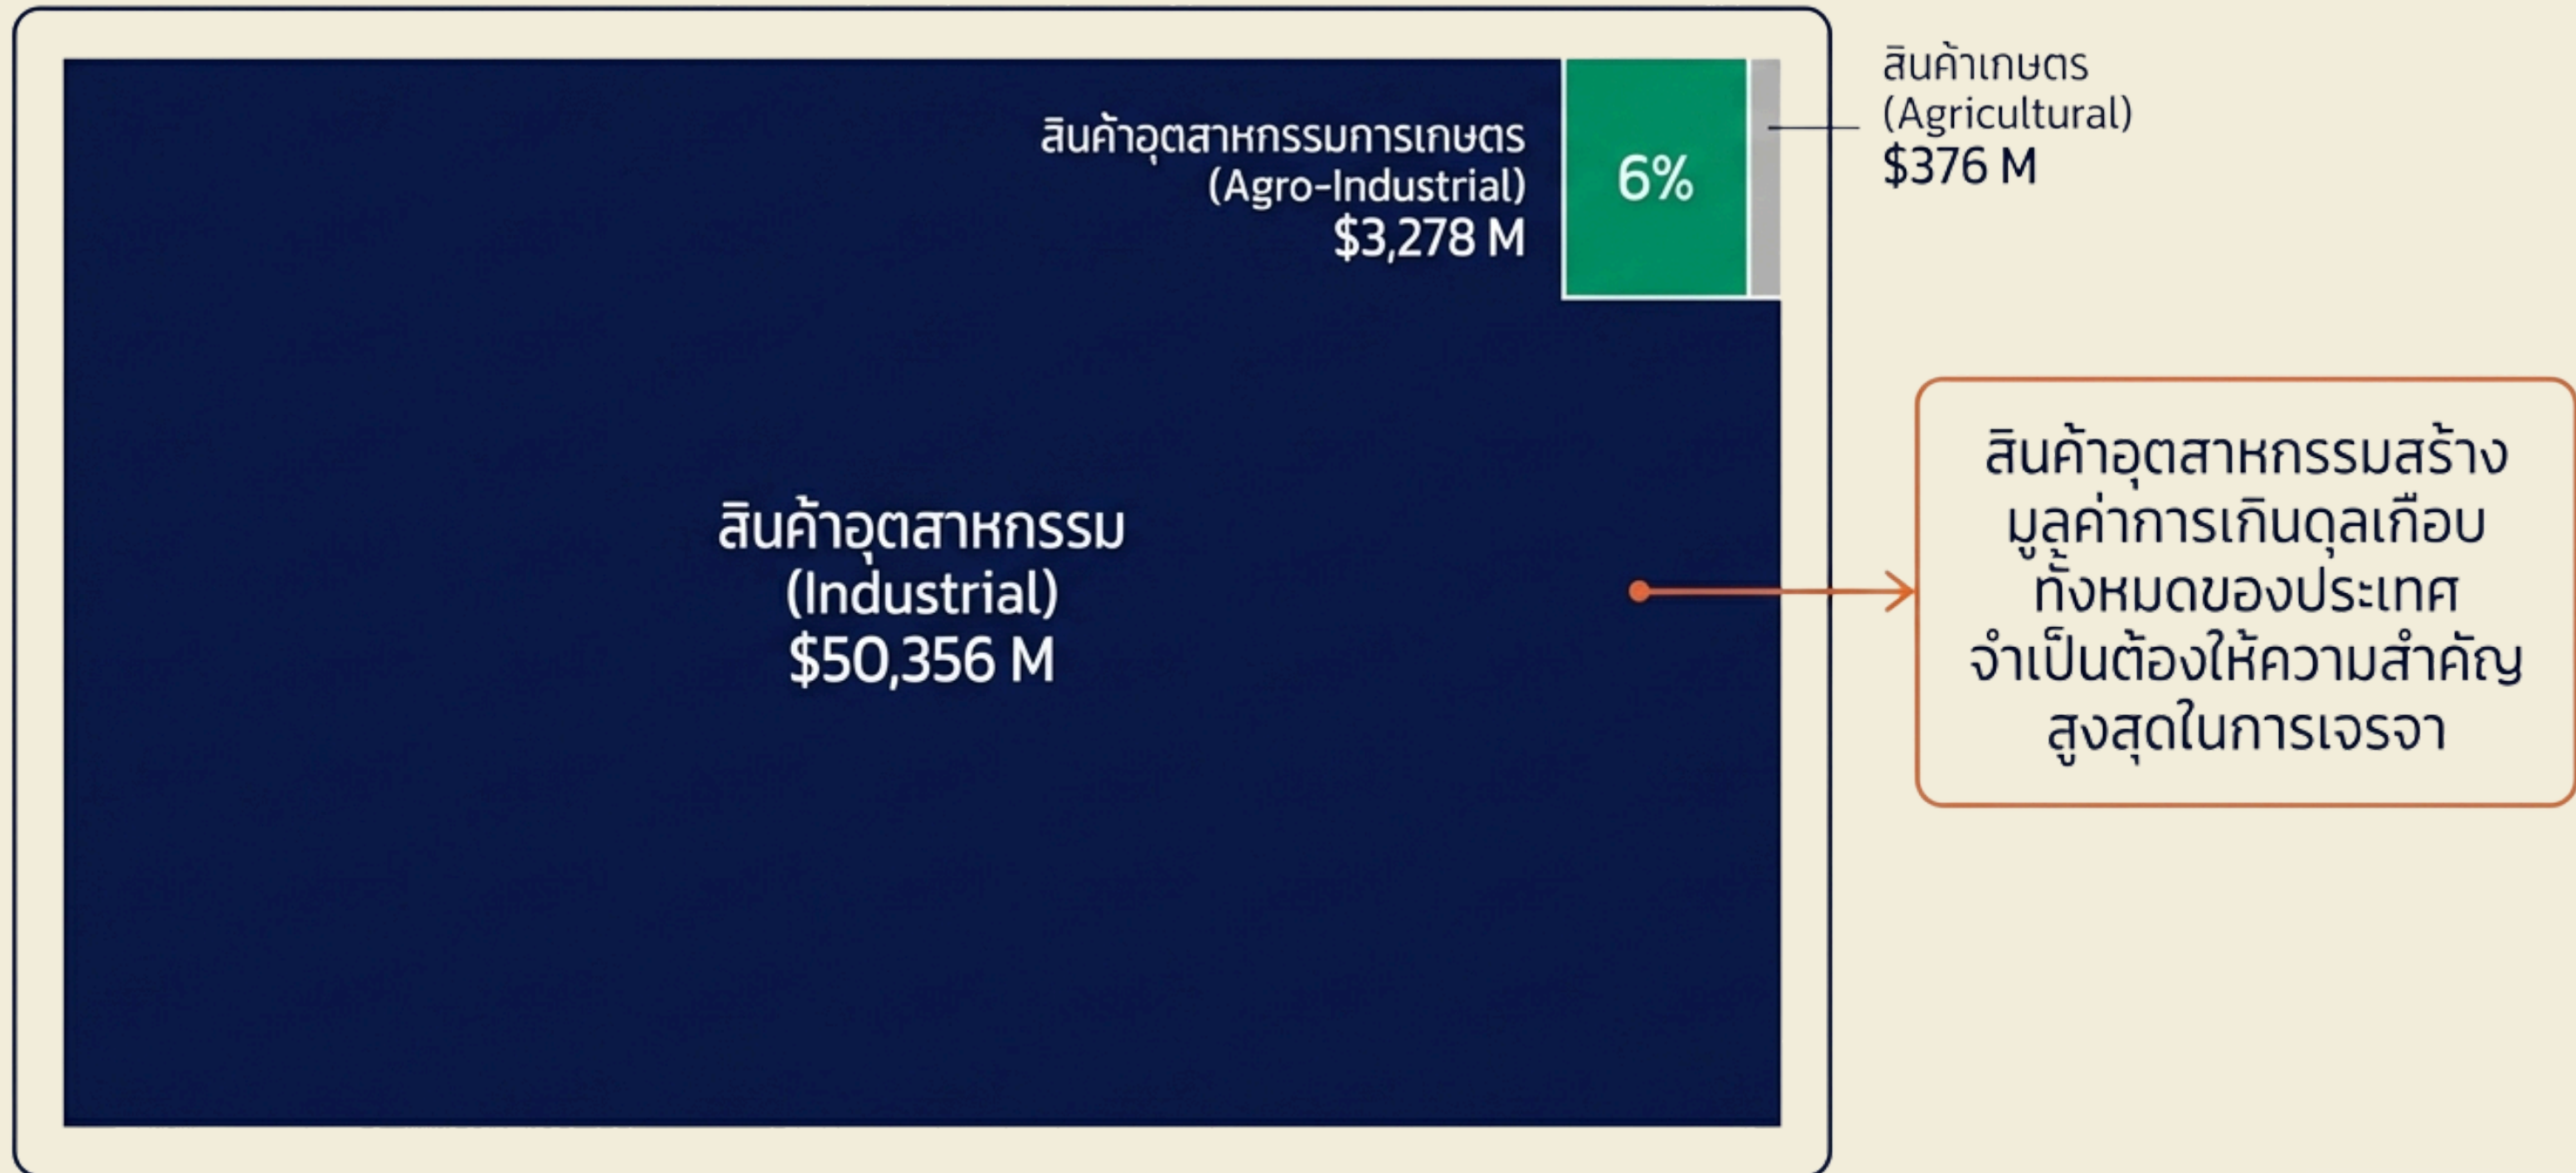 สินค้าอุตสาหกรรมการเกษตร
(Agro-Industrial)
$3,278 M
6%
สินค้าเกษตร
(Agricultural)
$376 M
สินค้าอุตสาหกรรม
(Industrial)
$50,356 M
สินค้าอุตสาหกรรมสร้าง
มูลค่าการเกินดุลเกือบ
ทั้งหมดของประเทศ
จำเป็นต้องให้ความสำคัญ
สูงสุดในการเจรจา